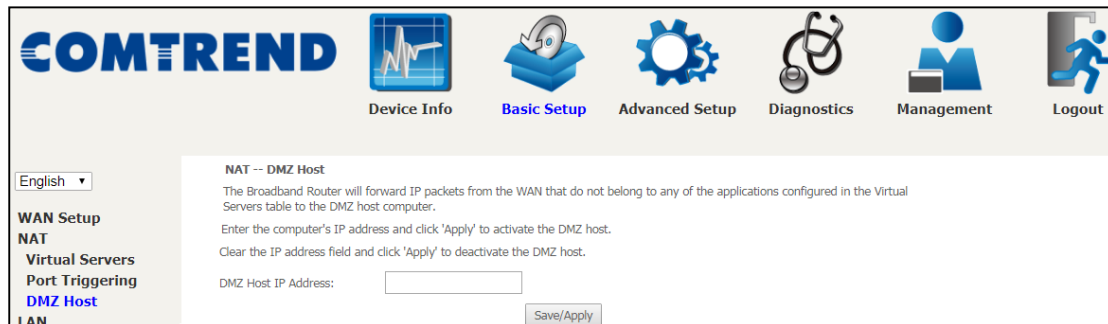 COMTREND
Device Info
Basic Setup
Advanced Setup
Diagnostics
Management
Logout
English
WAN Setup
NAT
Virtual Servers
Port Triggering
DMZ Host
LAN
NAT -- DMZ Host
The Broadband Router will forward IP packets from the WAN that do not belong to any of the applications configured in the Virtual
Servers table to the DMZ host computer.
Enter the computer's IP address and click 'Apply' to activate the DMZ host.
Clear the IP address field and click 'Apply' to deactivate the DMZ host.
DMZ Host IP Address:
Save/Apply